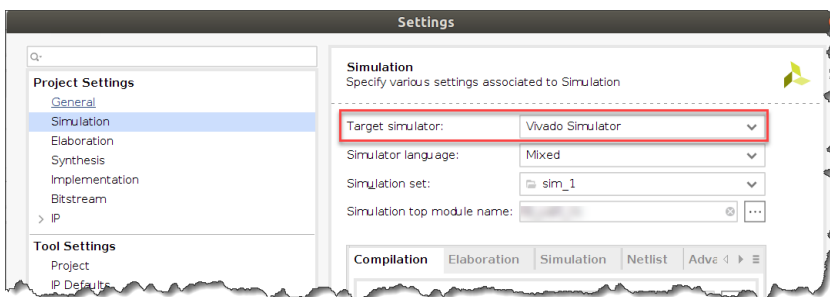 Settings
Q-
Project Settings
General
Simulation
Elaboration
Synthesis
Implementation
Bitstream
> IP
Tool Settings
Project
IP Defaults
Simulation
Specify various settings associated to Simulation
Target simulator: Vivado Simulator
Simulator language: Mixed
Simulation set: sim_1
Simulation top module name:
Compilation Elaboration Simulation Netlist Adva